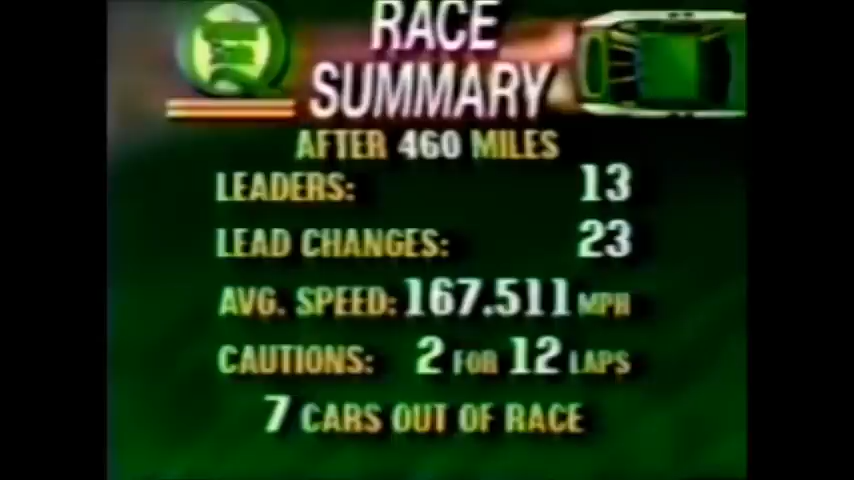 RACE
SUMMARY
AFTER 460 MILES
LEADERS: 13
LEAD CHANGES: 23
AVG. SPEED: 167.511 MPH
CAUTIONS: 2 FOR 12 LAPS
7 CARS OUT OF RACE